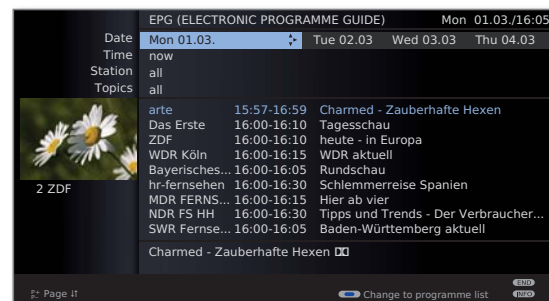 EPG (ELECTRONIC PROGRAMME GUIDE) Mon 01.03./16:05
Date Mon 01.03. Tue 02.03 Wed 03.03 Thu 04.03
Time now
Station all
Topics all
arte 15:57-16:59 Charmed - Zauberhafte Hexen
Das Erste 16:00-16:10 Tagesschau
ZDF 16:00-16:10 heute - in Europa
WDR Köln 16:00-16:15 WDR aktuell
Bayerisches... 16:00-16:05 Rundschau
hr-fernsehen 16:00-16:30 Schlemmerreise Spanien
MDR FERNS... 16:00-16:15 Hier ab vier
NDR FS HH 16:00-16:30 Tipps und Trends - Der Verbraucher...
SWR Fernse... 16:00-16:05 Baden-Württemberg aktuell
2 ZDF
Charmed - Zauberhafte Hexen
END
P+ P- Page Change to programme list INFO